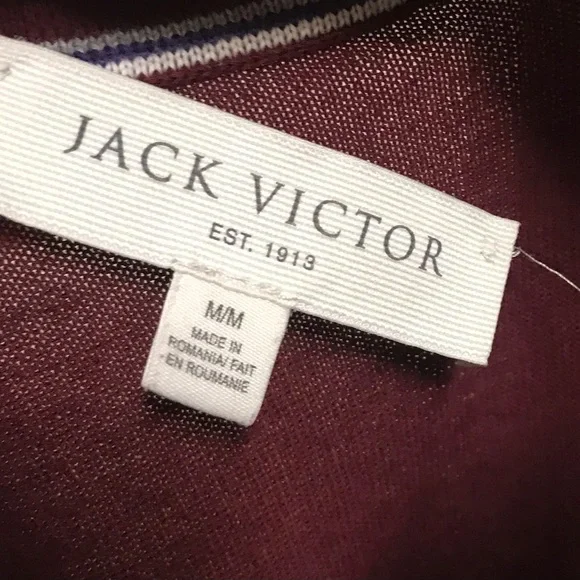 JACK VICTOR
EST. 1913
M/M
MADE IN
ROMANIA/ FAIT
EN ROUMANIE